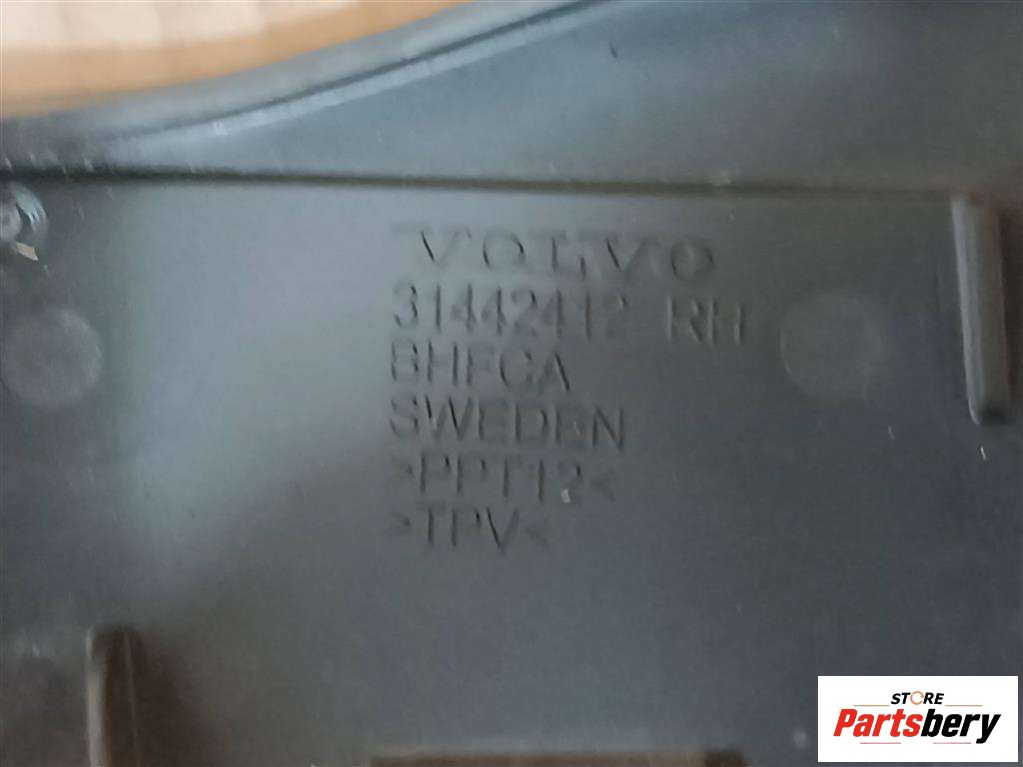 VOLVO
31442412 RH
BHFCA
SWEDEN
>PPT12<
>TPV<
STORE
Partsbery